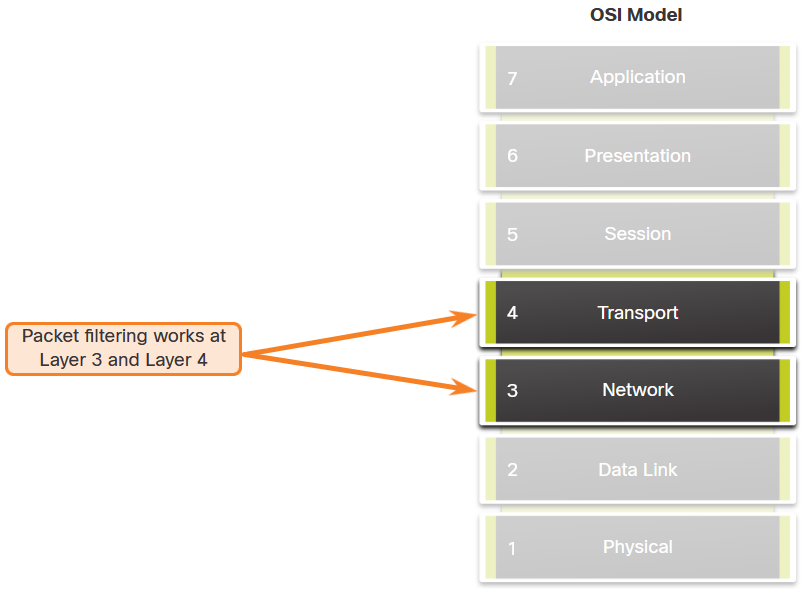 OSI Model
7 Application
6 Presentation
5 Session
4 Transport
Packet filtering works at
Layer 3 and Layer 4
3 Network
2 Data Link
1 Physical